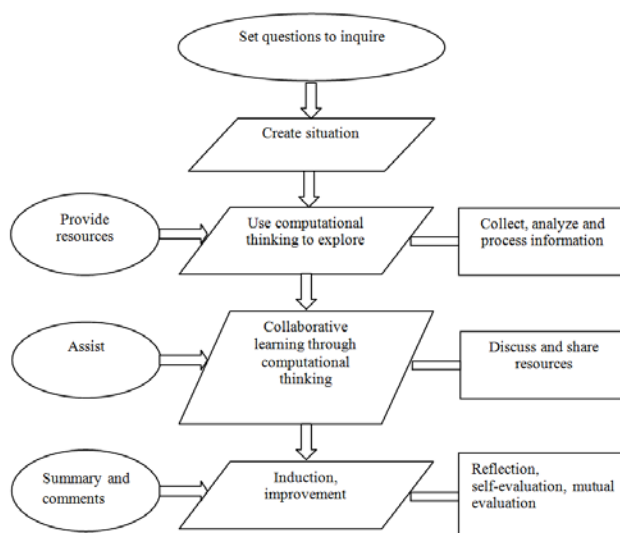 Set questions to inquire
Create situation
Provide
resources
Use computational
thinking to explore
Collect, analyze and
process information
Assist
Collaborative
learning through
computational
thinking
Discuss and share
resources
Summary and
comments
Induction,
improvement
Reflection,
self-evaluation, mutual
evaluation